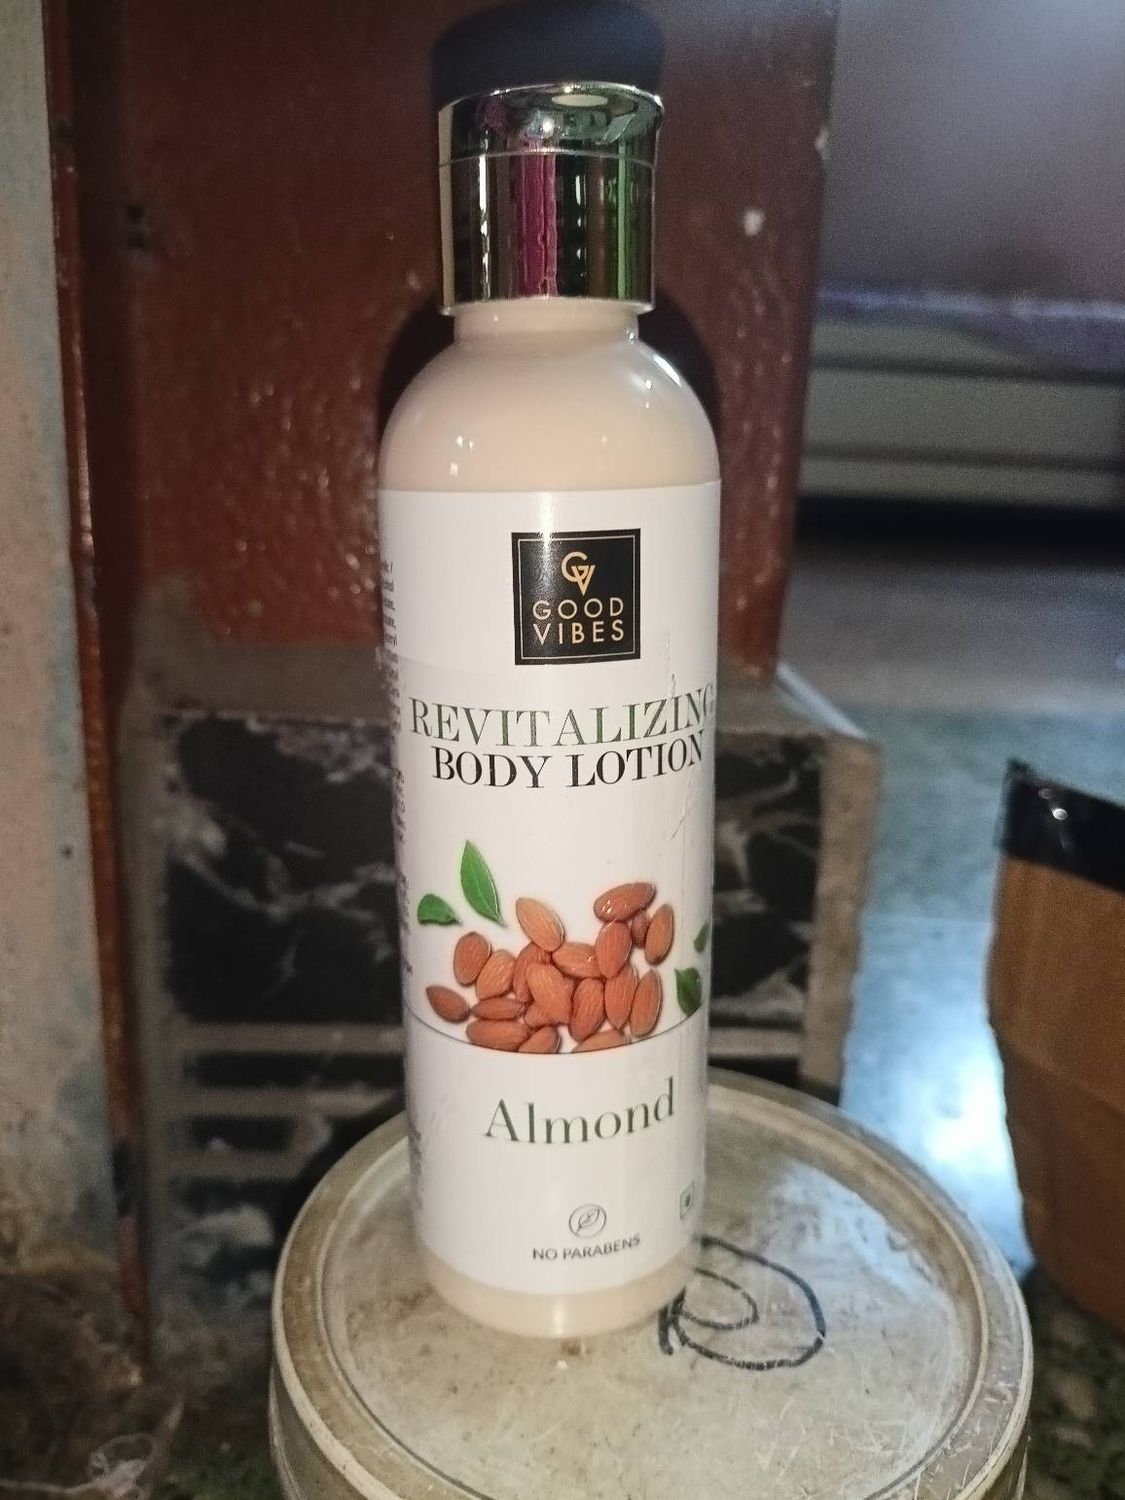 GV
GOOD
VIBES
REVITALIZING
BODY LOTION
Almond
NO PARABENS